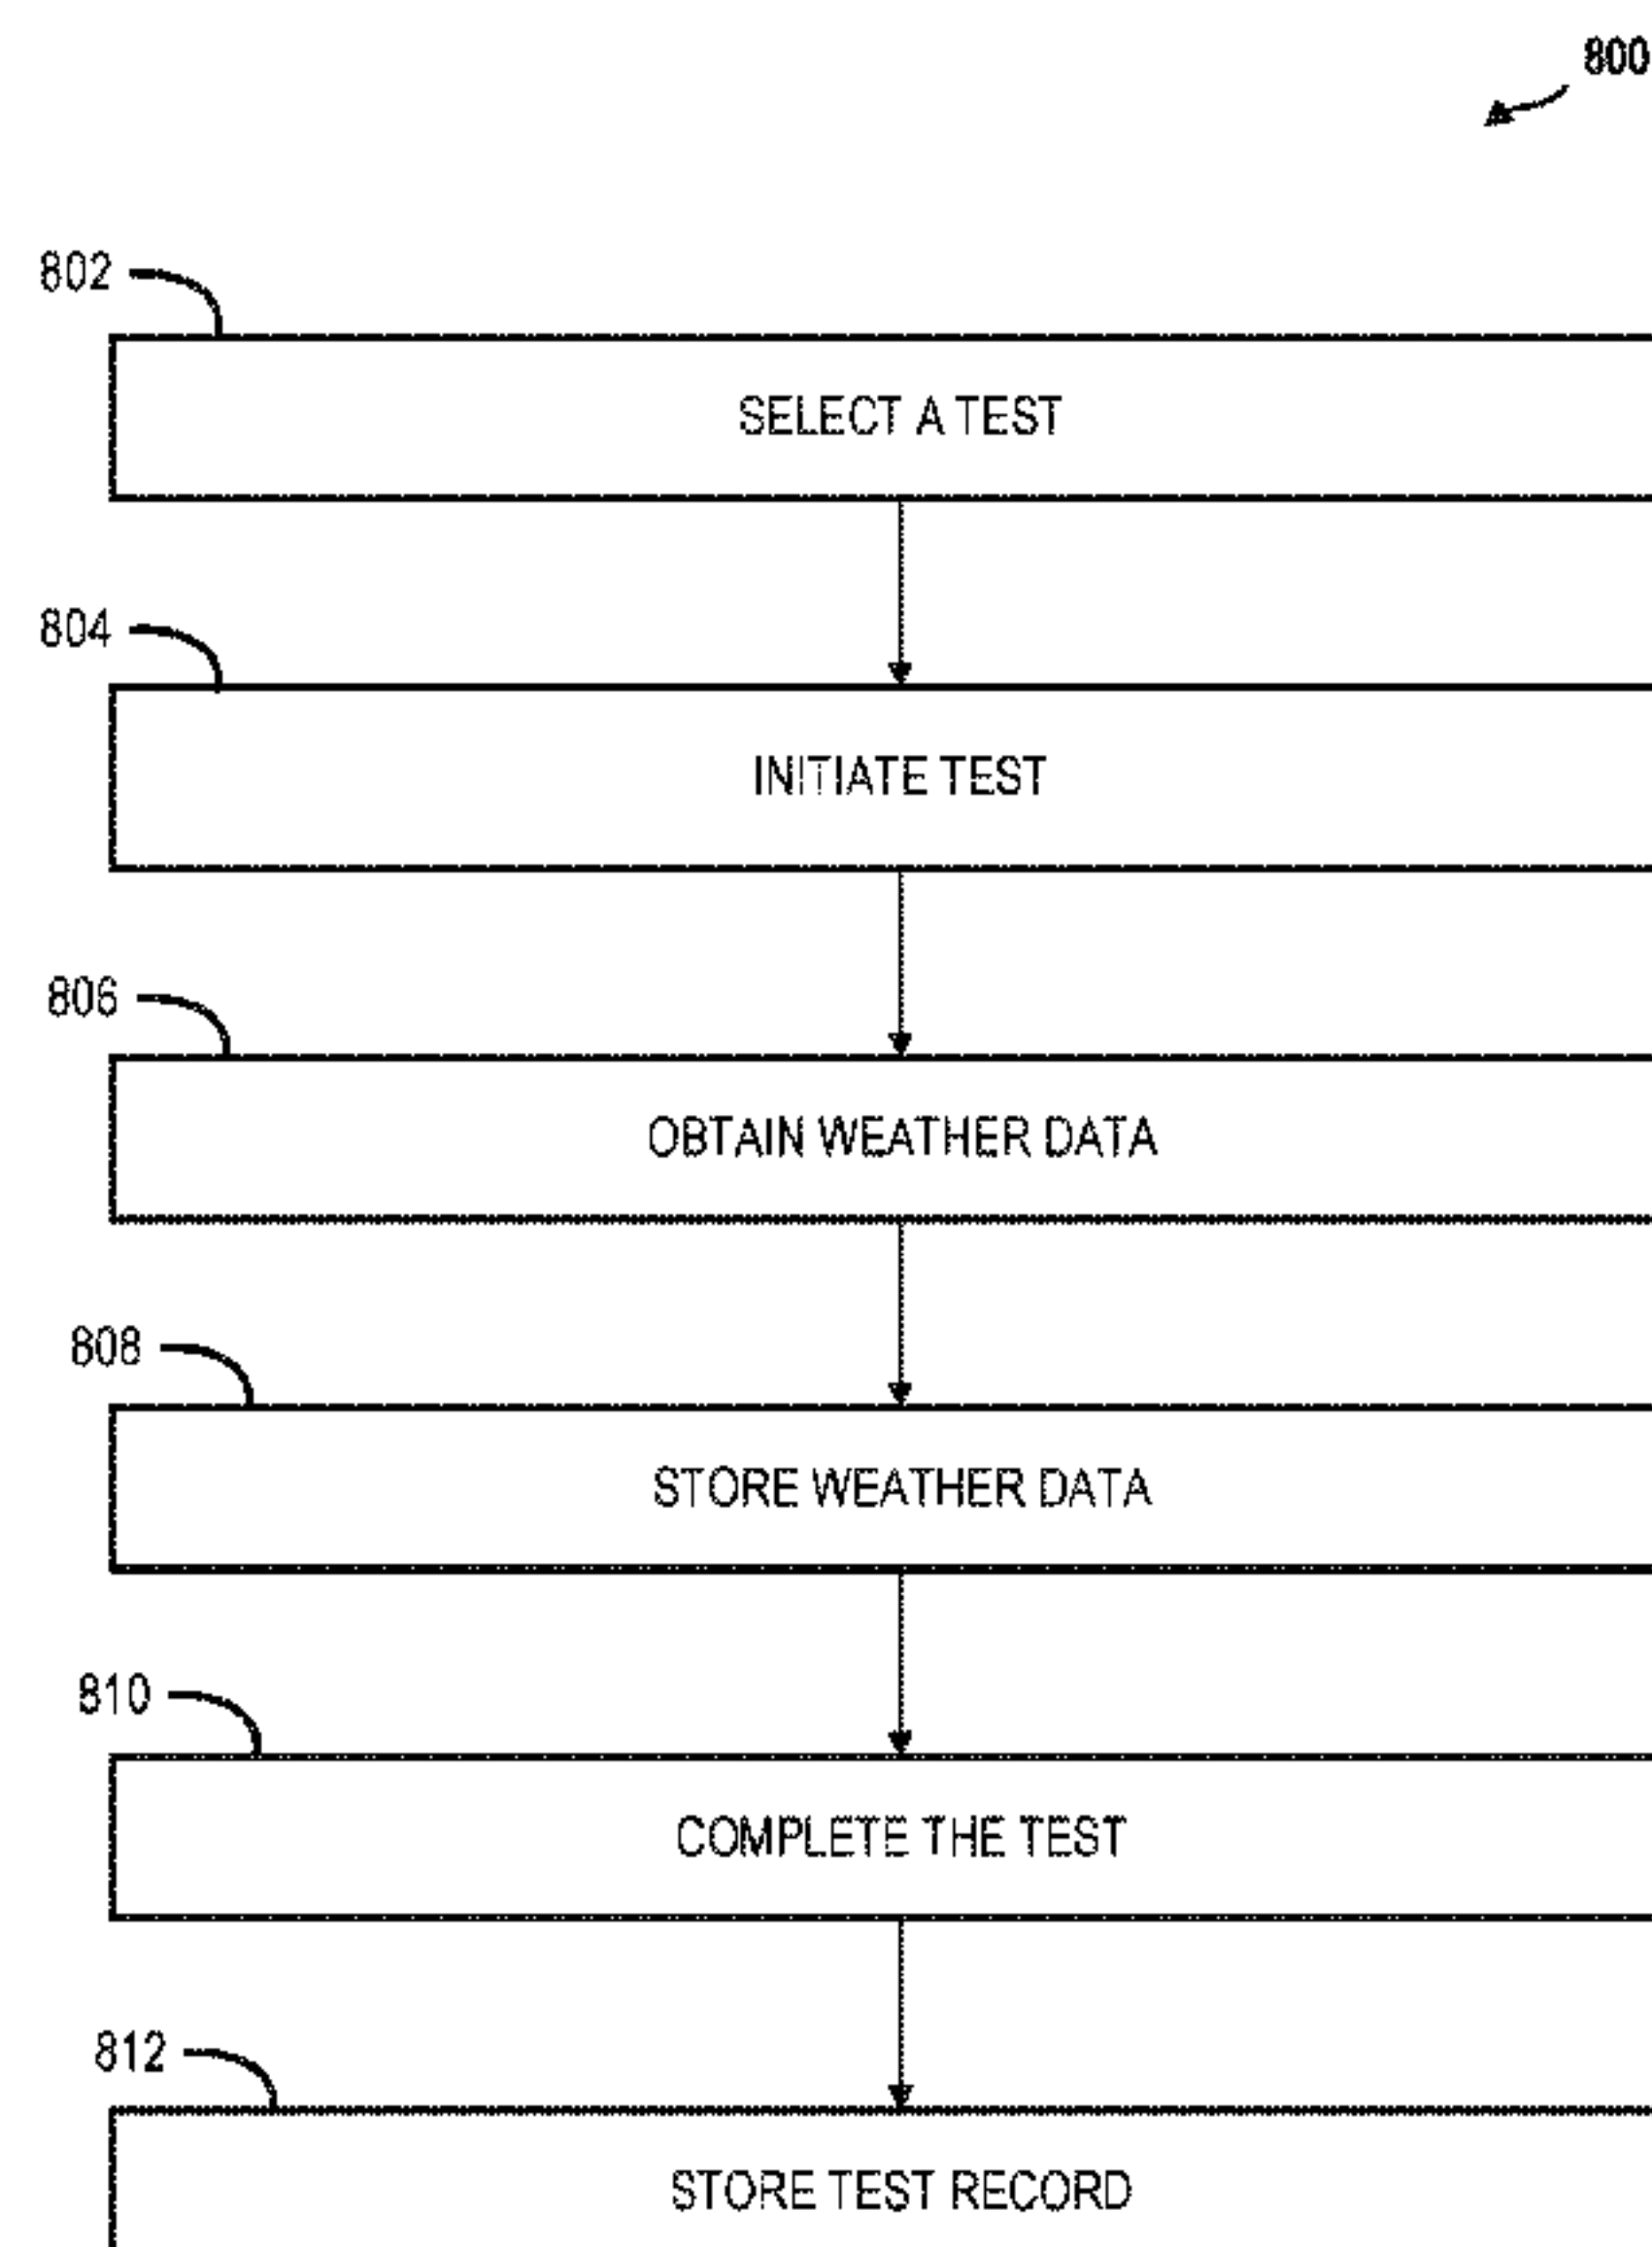 800
802
SELECT A TEST
804
INITIATE TEST
806
OBTAIN WEATHER DATA
808
STORE WEATHER DATA
810
COMPLETE THE TEST
812
STORE TEST RECORD